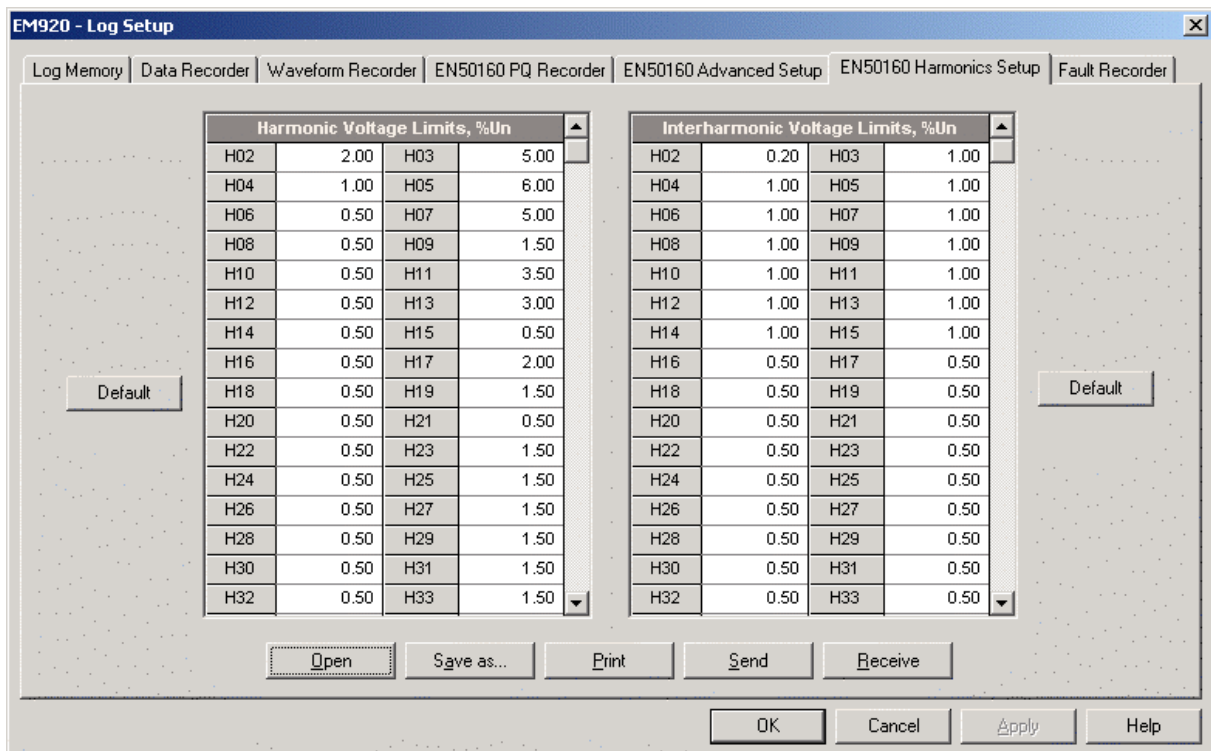 EM920 - Log Setup
Log Memory Data Recorder Waveform Recorder EN50160 PQ Recorder EN50160 Advanced Setup EN50160 Harmonics Setup Fault Recorder
Harmonic Voltage Limits, %Un
H02 2.00 H03 5.00
H04 1.00 H05 6.00
H06 0.50 H07 5.00
H08 0.50 H09 1.50
H10 0.50 H11 3.50
H12 0.50 H13 3.00
H14 0.50 H15 0.50
H16 0.50 H17 2.00
H18 0.50 H19 1.50
H20 0.50 H21 0.50
H22 0.50 H23 1.50
H24 0.50 H25 1.50
H26 0.50 H27 1.50
H28 0.50 H29 1.50
H30 0.50 H31 1.50
H32 0.50 H33 1.50
Default
Interharmonic Voltage Limits, %Un
H02 0.20 H03 1.00
H04 1.00 H05 1.00
H06 1.00 H07 1.00
H08 1.00 H09 1.00
H10 1.00 H11 1.00
H12 1.00 H13 1.00
H14 1.00 H15 1.00
H16 0.50 H17 0.50
H18 0.50 H19 0.50
H20 0.50 H21 0.50
H22 0.50 H23 0.50
H24 0.50 H25 0.50
H26 0.50 H27 0.50
H28 0.50 H29 0.50
H30 0.50 H31 0.50
H32 0.50 H33 0.50
Default
Open Save as... Print Send Receive
OK Cancel Apply Help